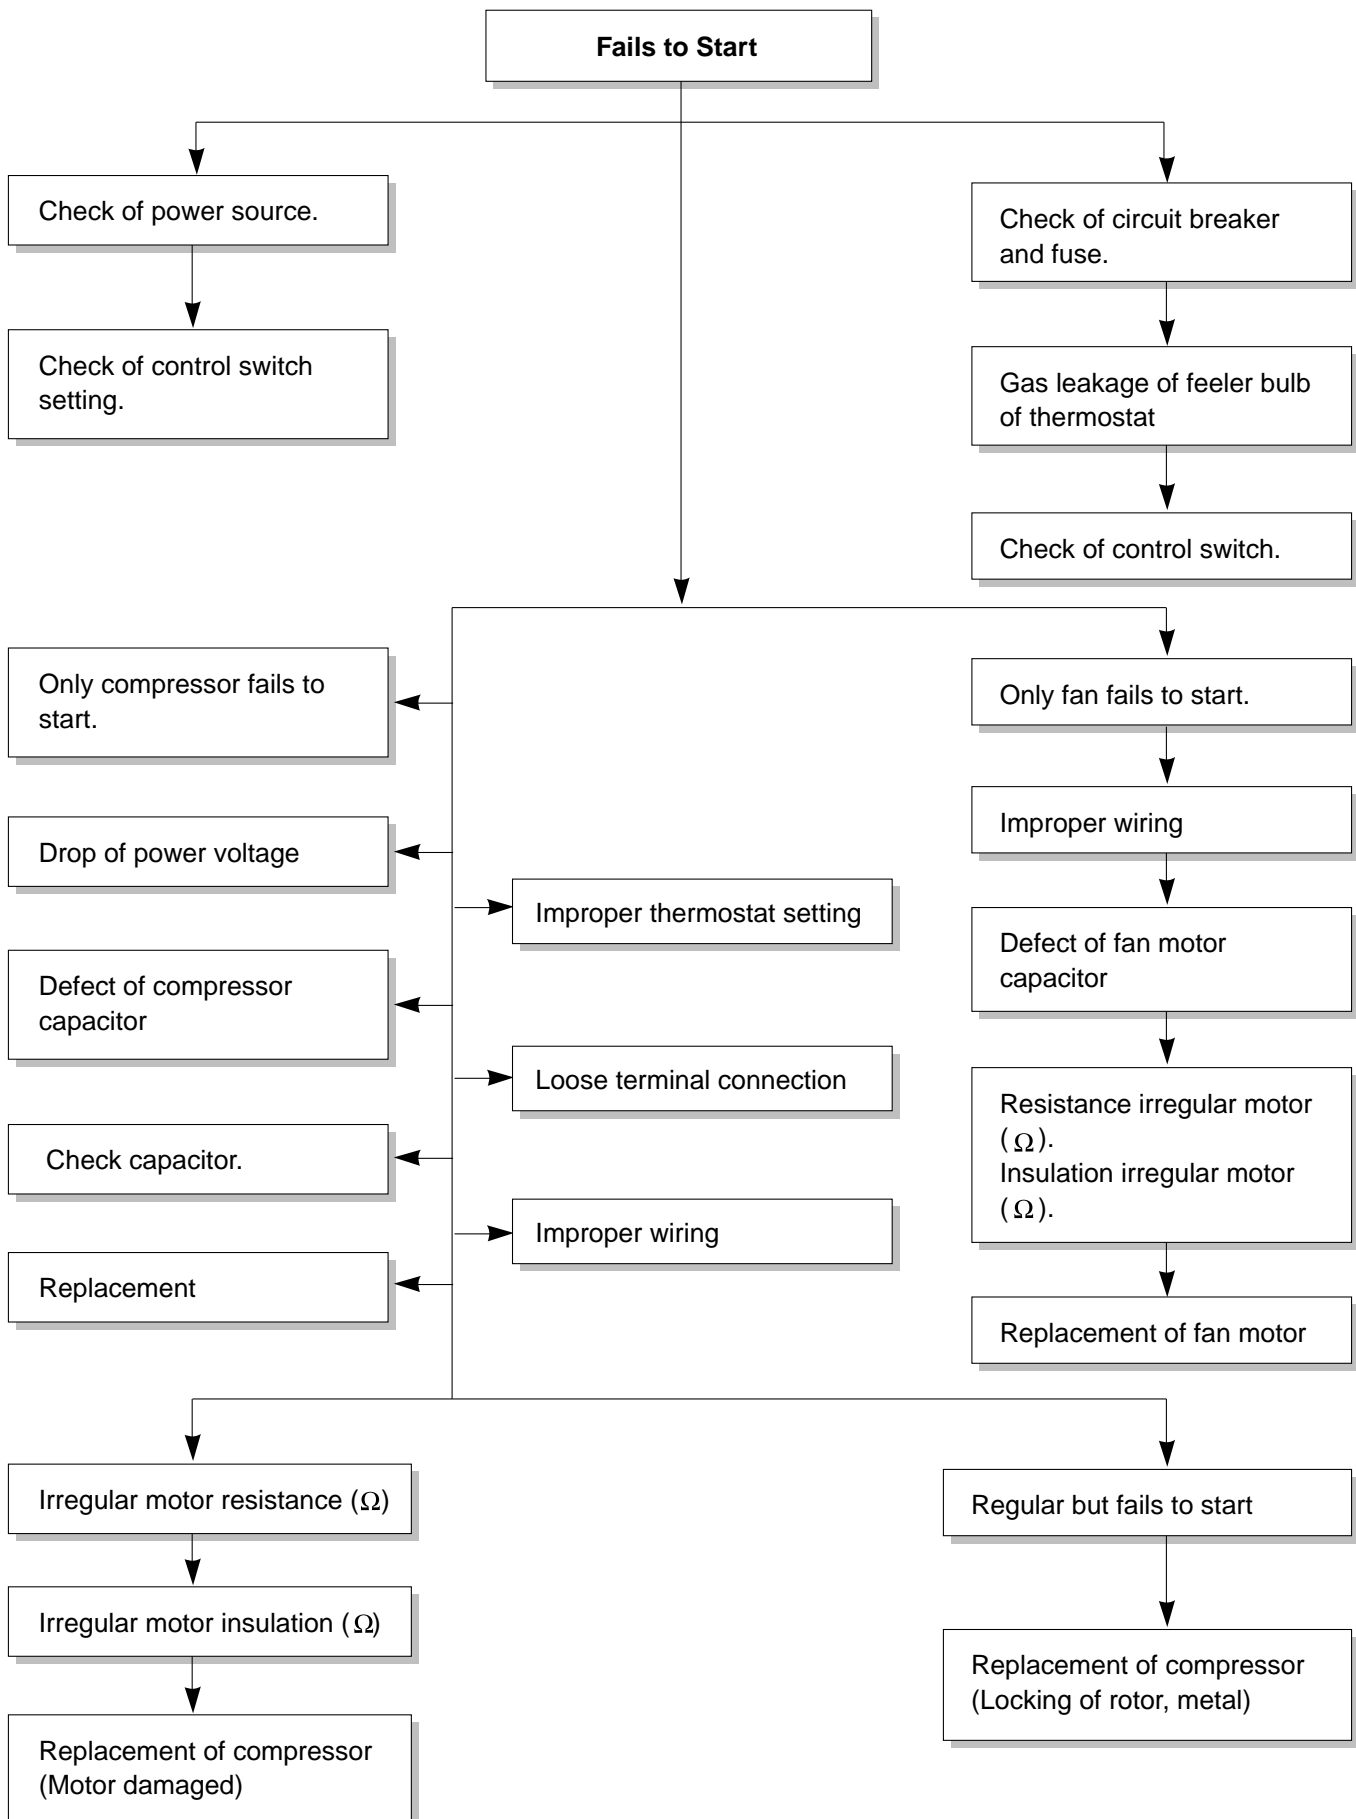 Fails to Start
Check of power source.
Check of control switch
setting.
Check of circuit breaker
and fuse.
Gas leakage of feeler bulb
of thermostat
Check of control switch.
Only compressor fails to
start.
Drop of power voltage
Defect of compressor
capacitor
Check capacitor.
Replacement
Improper thermostat setting
Loose terminal connection
Improper wiring
Only fan fails to start.
Improper wiring
Defect of fan motor
capacitor
Resistance irregular motor
(Ω).
Insulation irregular motor
(Ω).
Replacement of fan motor
Irregular motor resistance (Ω)
Irregular motor insulation (Ω)
Replacement of compressor
(Motor damaged)
Regular but fails to start
Replacement of compressor
(Locking of rotor, metal)